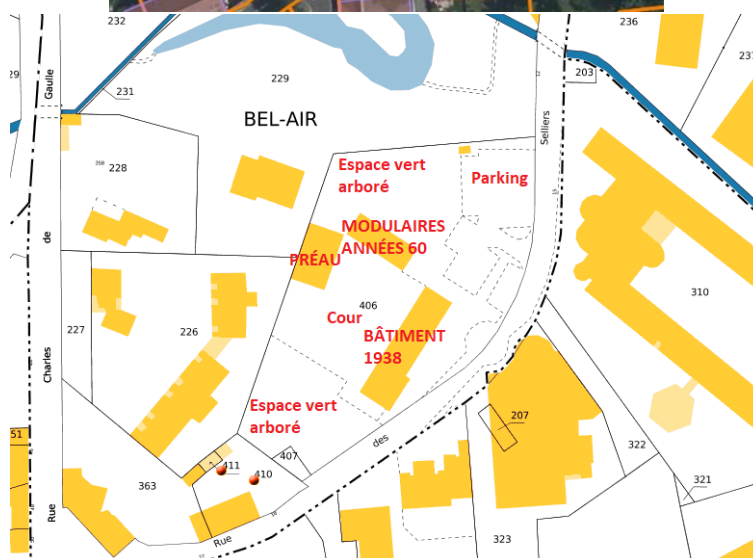 232
236
237
29
Gaulle
203
231
229
BEL-AIR
Selliers
228
Espace vert
arboré
Parking
MODULAIRES
ANNÉES 60
PRÉAU
de
406
310
227
226
Cour
BÂTIMENT
1938
Charles
Espace vert
arboré
207
51
des
322
407
411
410
363
321
Rue
Rue
323